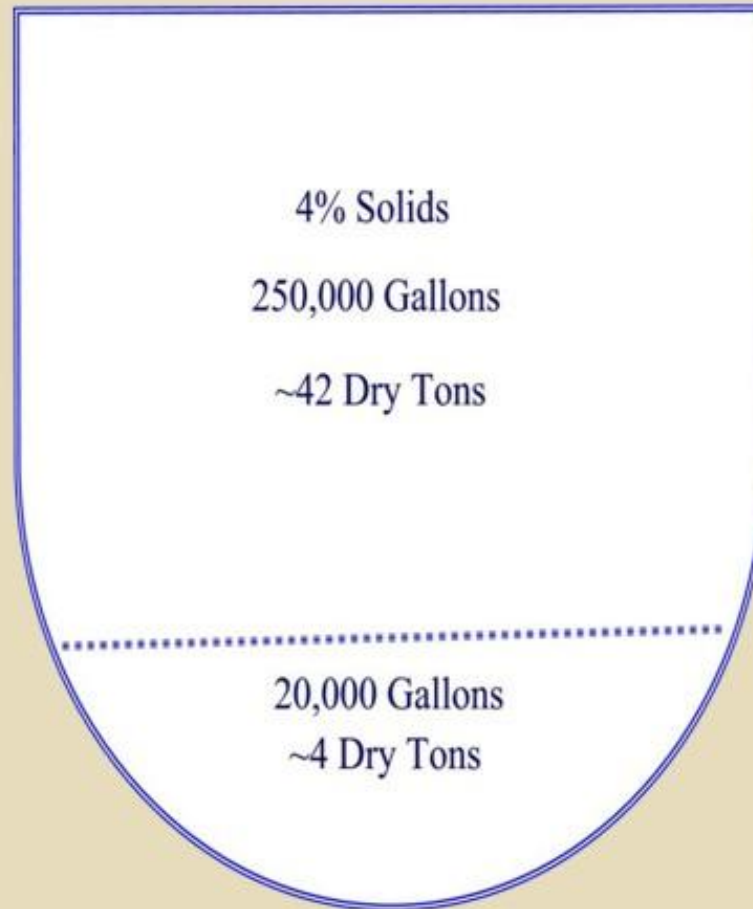 4% Solids
250,000 Gallons
~42 Dry Tons
20,000 Gallons
~4 Dry Tons